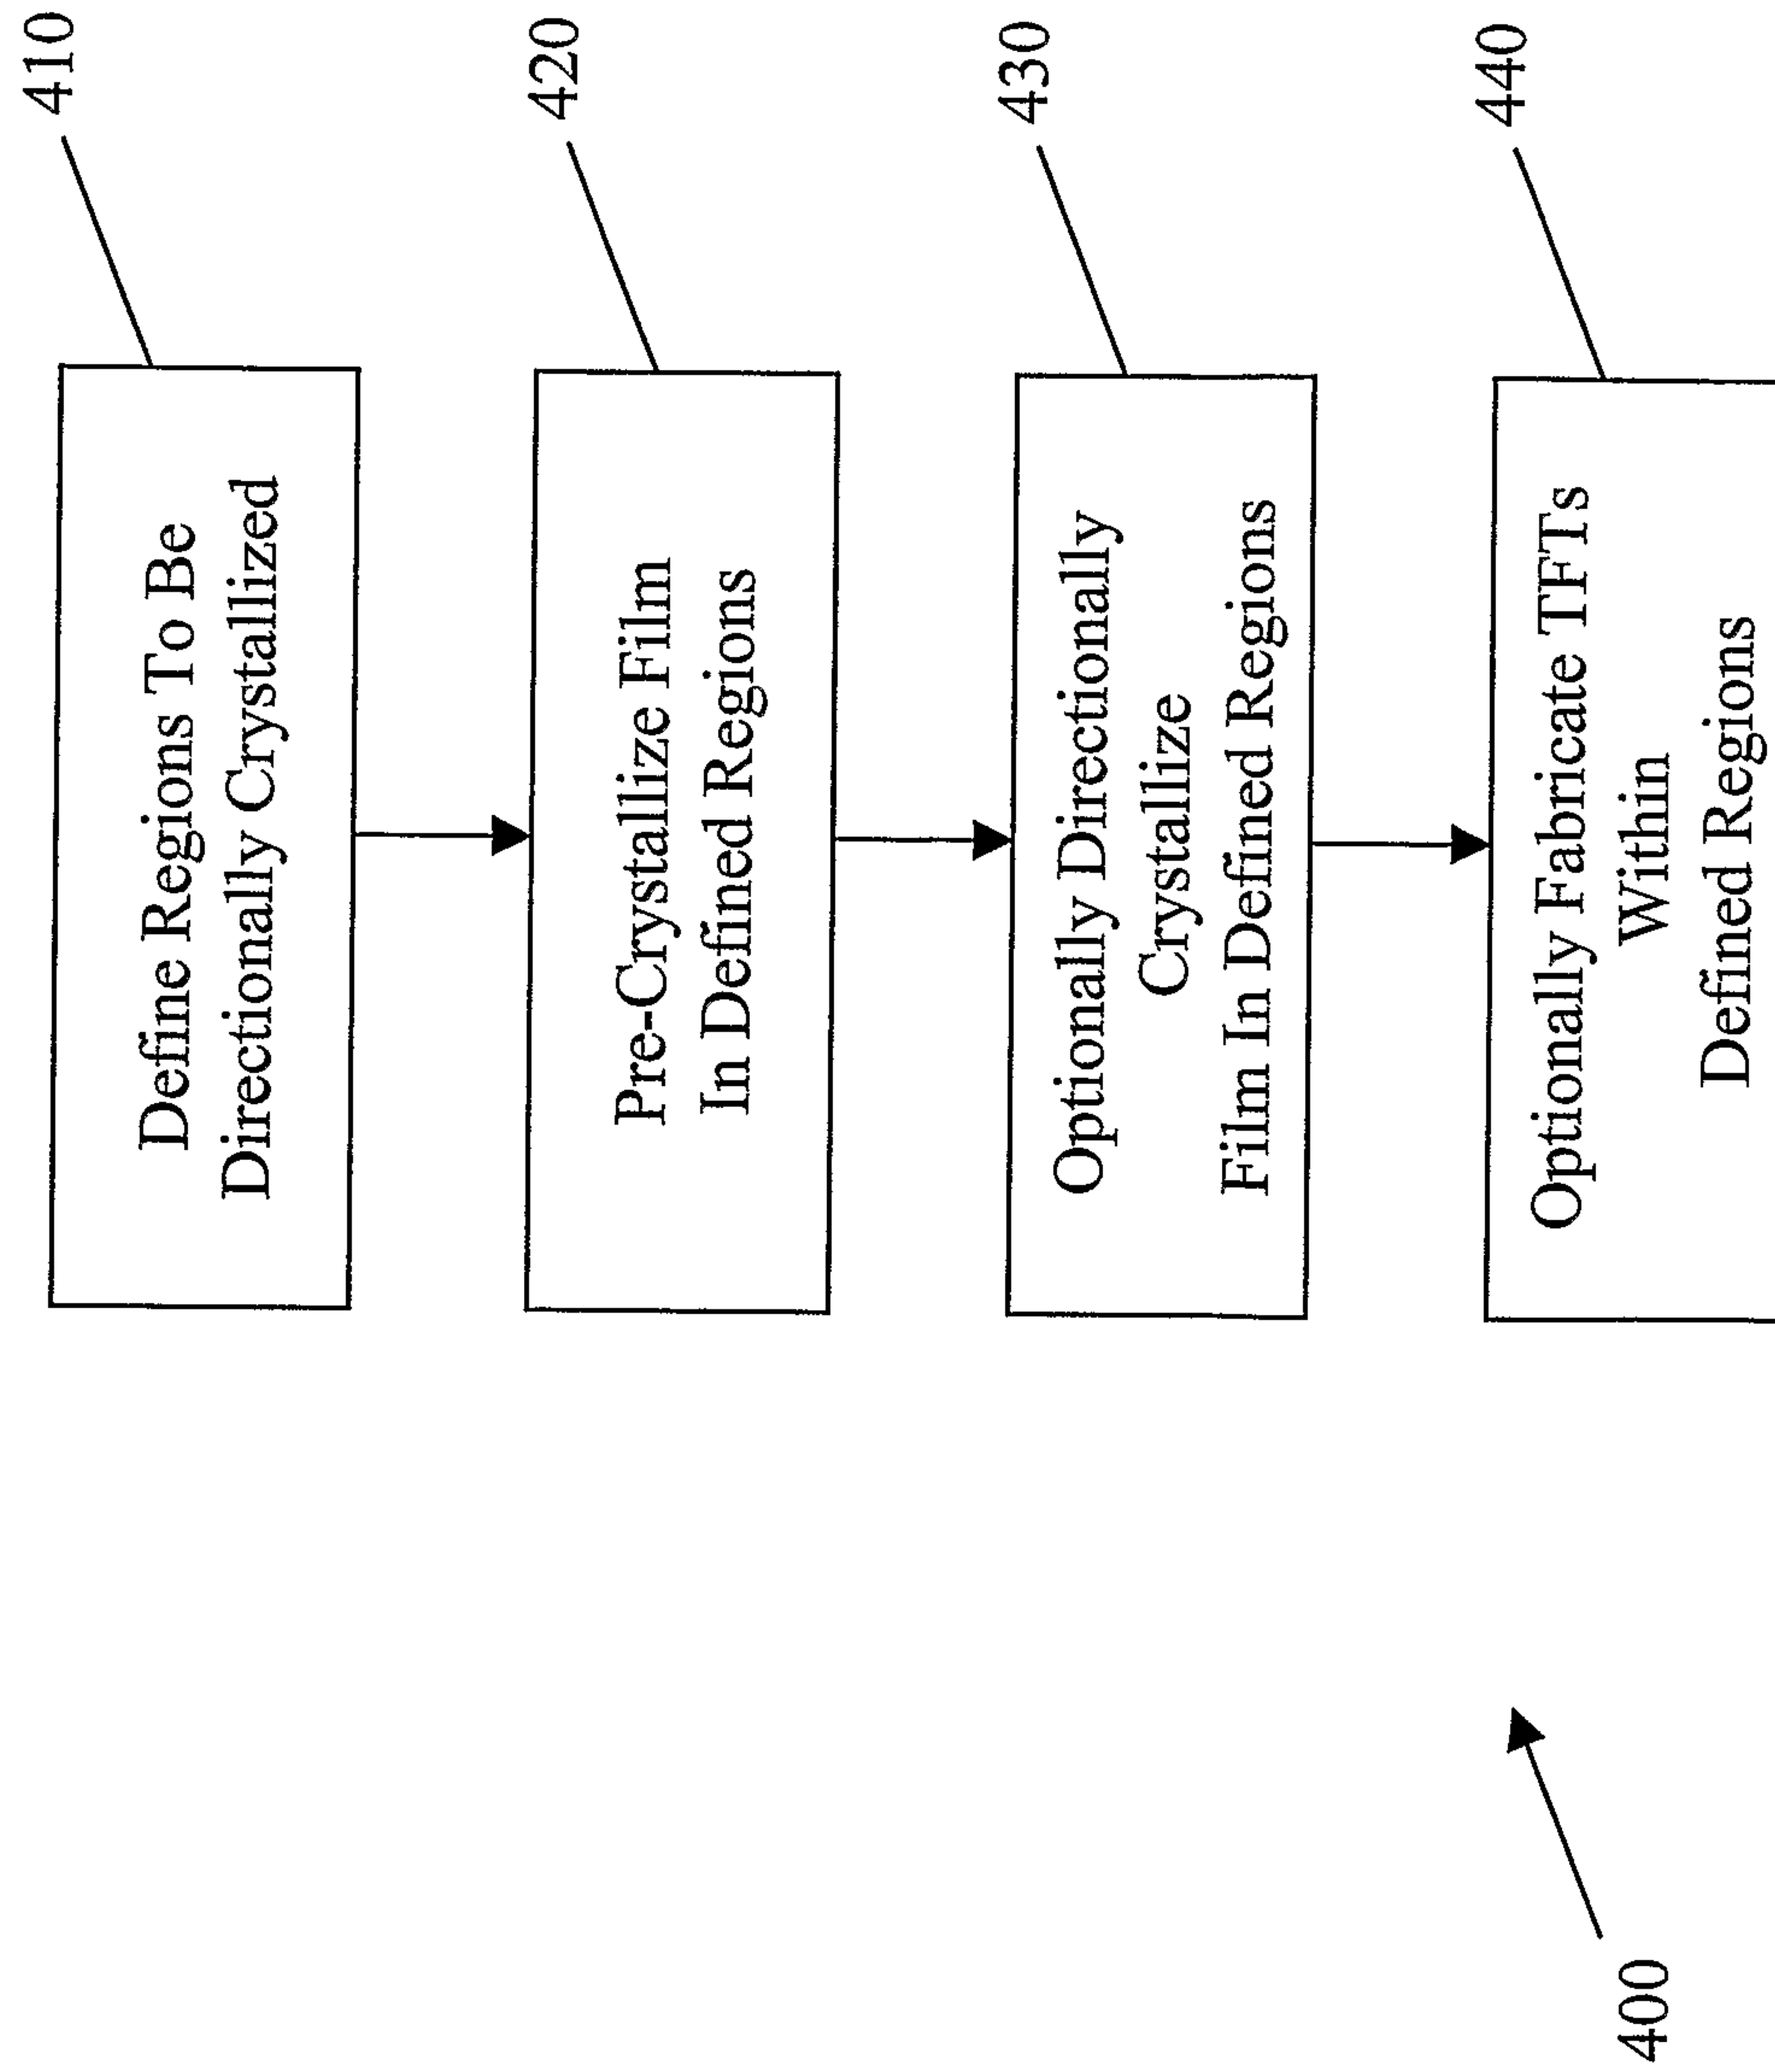 410
Define Regions To Be
Directionally Crystallized
420
Pre-Crystallize Film
In Defined Regions
430
Optionally Directionally
Crystallize
Film In Defined Regions
440
Optionally Fabricate TFTs
Within
Defined Regions
400